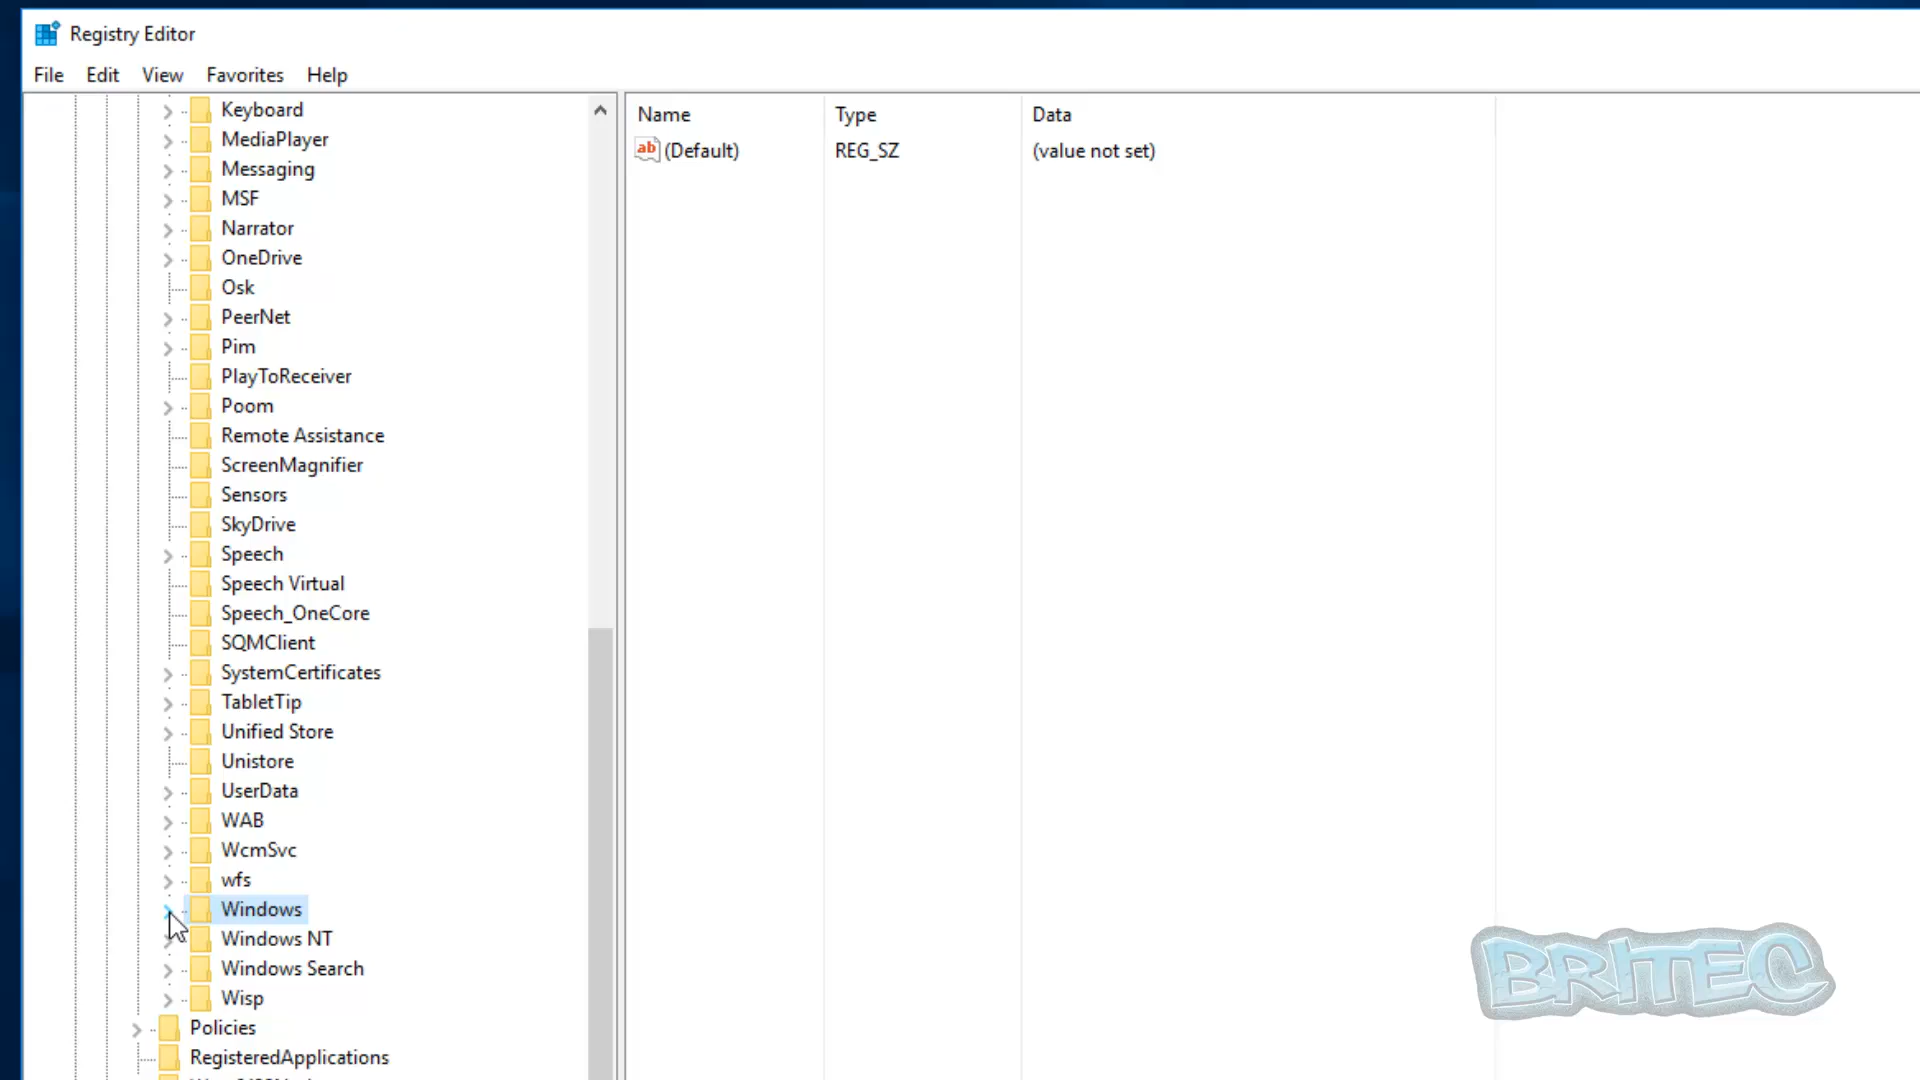 Registry Editor
File Edit View Favorites Help
Keyboard
MediaPlayer
Messaging
MSF
Narrator
OneDrive
Osk
PeerNet
Pim
PlayToReceiver
Poom
Remote Assistance
ScreenMagnifier
Sensors
SkyDrive
Speech
Speech Virtual
Speech_OneCore
SQMClient
SystemCertificates
TabletTip
Unified Store
Unistore
UserData
WAB
WcmSvc
wfs
Windows
Windows NT
Windows Search
Wisp
Policies
RegisteredApplications
Name Type Data
ab (Default) REG_SZ (value not set)
BRITEC